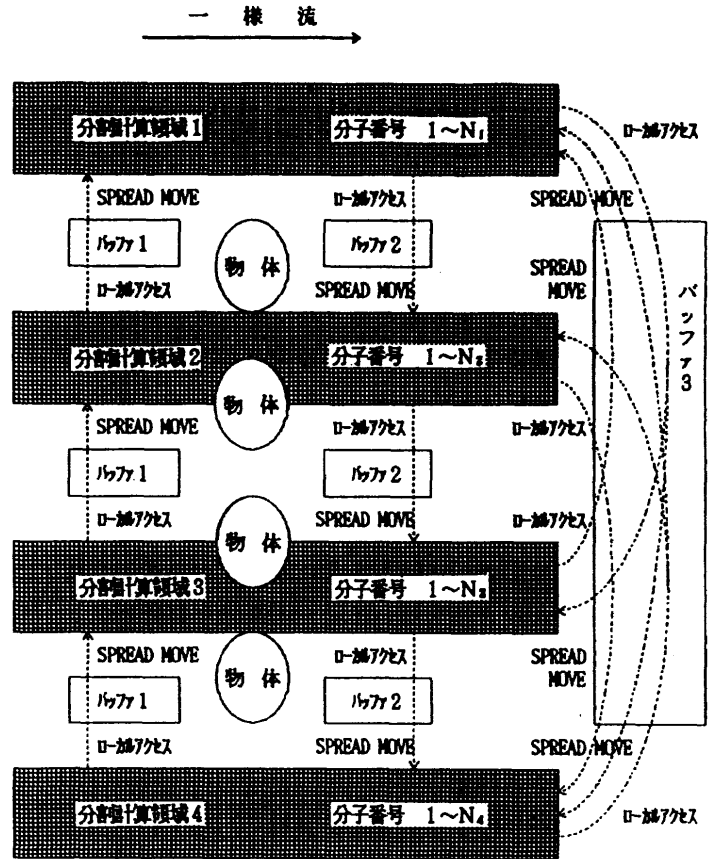 一 様 流
分割計算領域1 分子番号 1～N₁ ローカルアクセス
SPREAD MOVE ローカルアクセス SPREAD MOVE
バッファ1 物 体 バッファ2 SPREAD MOVE バッファ3
ローカルアクセス SPREAD MOVE
分割計算領域2 分子番号 1～N₂
物 体
SPREAD MOVE ローカルアクセス ローカルアクセス
バッファ1 バッファ2
ローカルアクセス SPREAD MOVE ローカルアクセス
物 体
分割計算領域3 分子番号 1～N₃
SPREAD MOVE ローカルアクセス SPREAD MOVE
バッファ1 物 体 バッファ2
ローカルアクセス SPREAD MOVE SPREAD MOVE
分割計算領域4 分子番号 1～N₄ ローカルアクセス